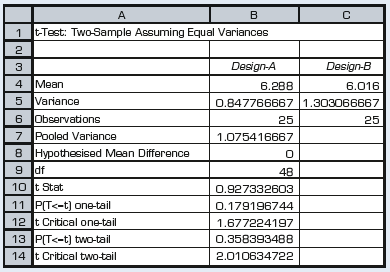 A B C
1 t-Test: Two-Sample Assuming Equal Variances
2
3 Design-A Design-B
4 Mean 6.288 6.016
5 Variance 0.847766667 1.303066667
6 Observations 25 25
7 Pooled Variance 1.075416667
8 Hypothesised Mean Difference 0
9 df 48
10 t Stat 0.927332603
11 P(T<=t) one-tail 0.179196744
12 t Critical one-tail 1.677224197
13 P(T<=t) two-tail 0.358393488
14 t Critical two-tail 2.010634722